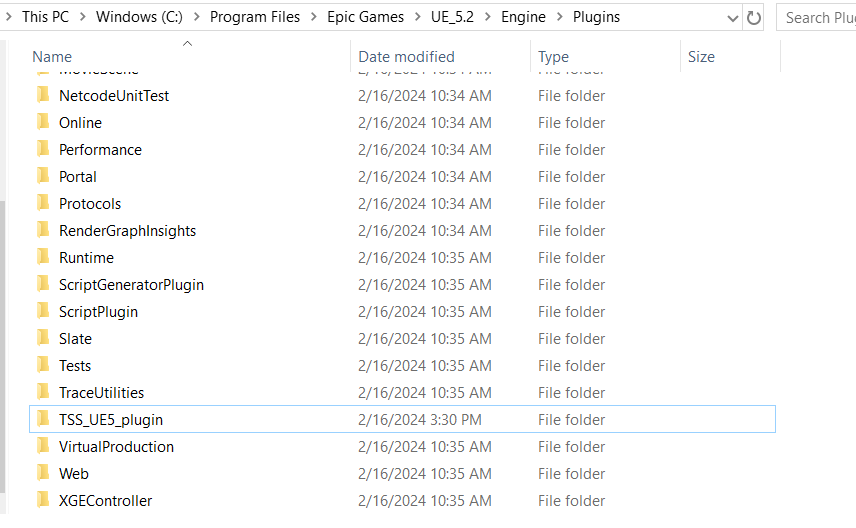 This PC > Windows (C:) > Program Files > Epic Games > UE_5.2 > Engine > Plugins Search Plu
Name Date modified Type Size
MovieScene 2/16/2024 10:34 AM File folder
NetcodeUnitTest 2/16/2024 10:34 AM File folder
Online 2/16/2024 10:34 AM File folder
Performance 2/16/2024 10:34 AM File folder
Portal 2/16/2024 10:34 AM File folder
Protocols 2/16/2024 10:34 AM File folder
RenderGraphInsights 2/16/2024 10:34 AM File folder
Runtime 2/16/2024 10:35 AM File folder
ScriptGeneratorPlugin 2/16/2024 10:35 AM File folder
ScriptPlugin 2/16/2024 10:35 AM File folder
Slate 2/16/2024 10:35 AM File folder
Tests 2/16/2024 10:35 AM File folder
TraceUtilities 2/16/2024 10:35 AM File folder
TSS_UE5_plugin 2/16/2024 3:30 PM File folder
VirtualProduction 2/16/2024 10:35 AM File folder
Web 2/16/2024 10:35 AM File folder
XGEController 2/16/2024 10:35 AM File folder